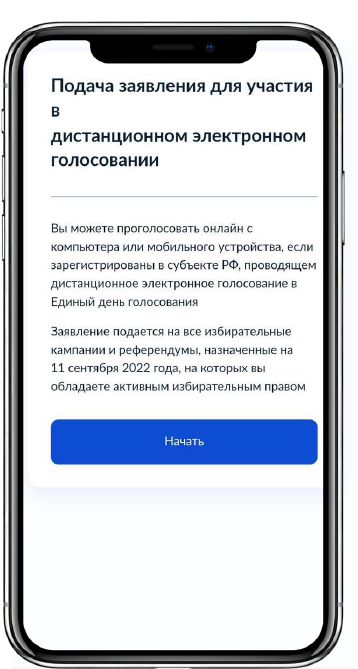 Подача заявления для участия
в
дистанционном электронном
голосовании
Вы можете проголосовать онлайн с
компьютера или мобильного устройства, если
зарегистрированы в субъекте РФ, проводящем
дистанционное электронное голосование в
Единый день голосования
Заявление подается на все избирательные
кампании и референдумы, назначенные на
11 сентября 2022 года, на которых вы
обладаете активным избирательным правом
Начать